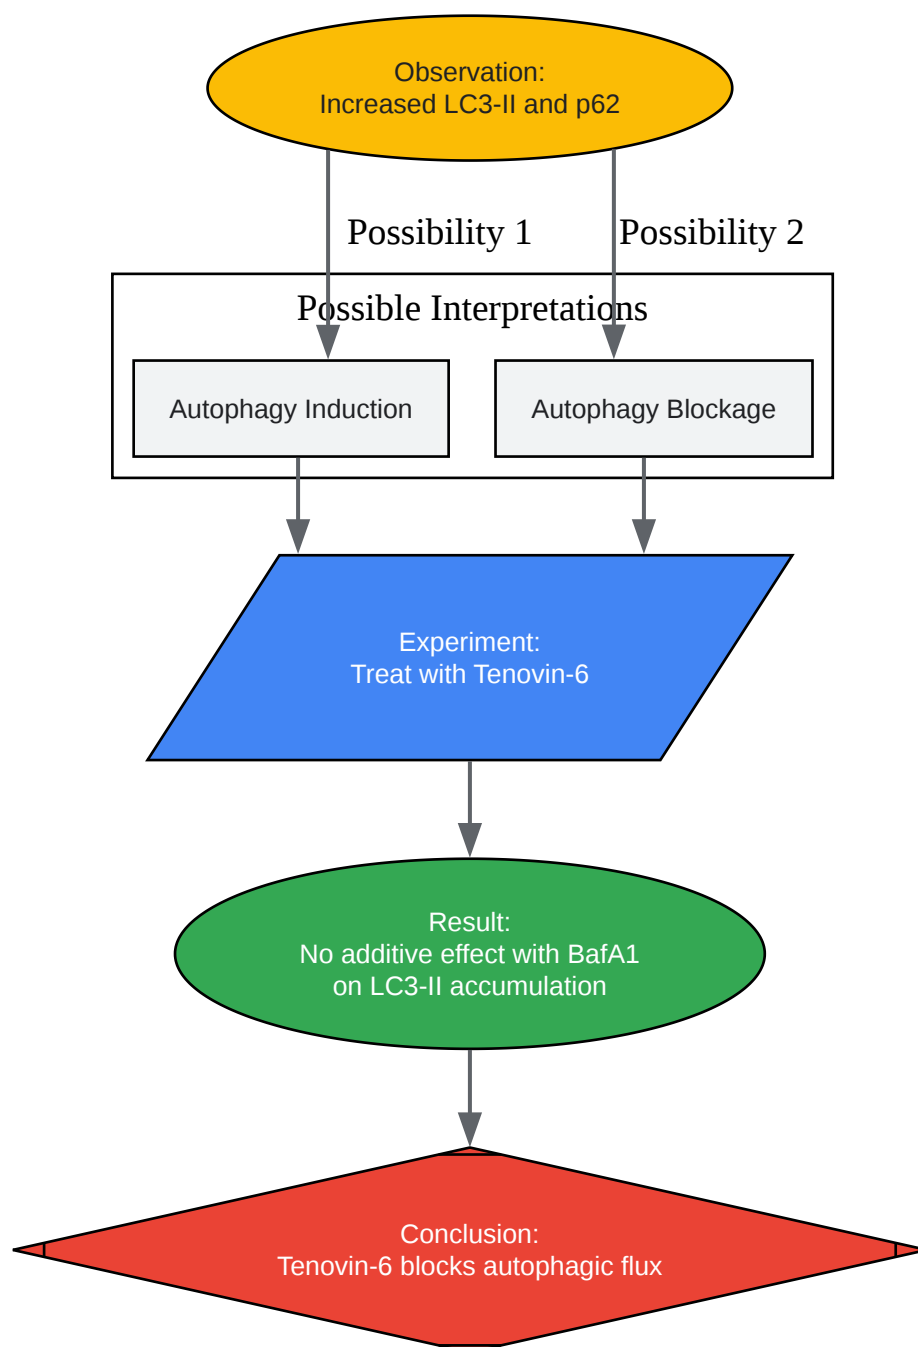 Observation:
Increased LC3-II and p62
Possibility 1
Possibility 2
Possible Interpretations
Autophagy Induction
Autophagy Blockage
Experiment:
Treat with Tenovin-6
Result:
No additive effect with BafA1
on LC3-II accumulation
Conclusion:
Tenovin-6 blocks autophagic flux